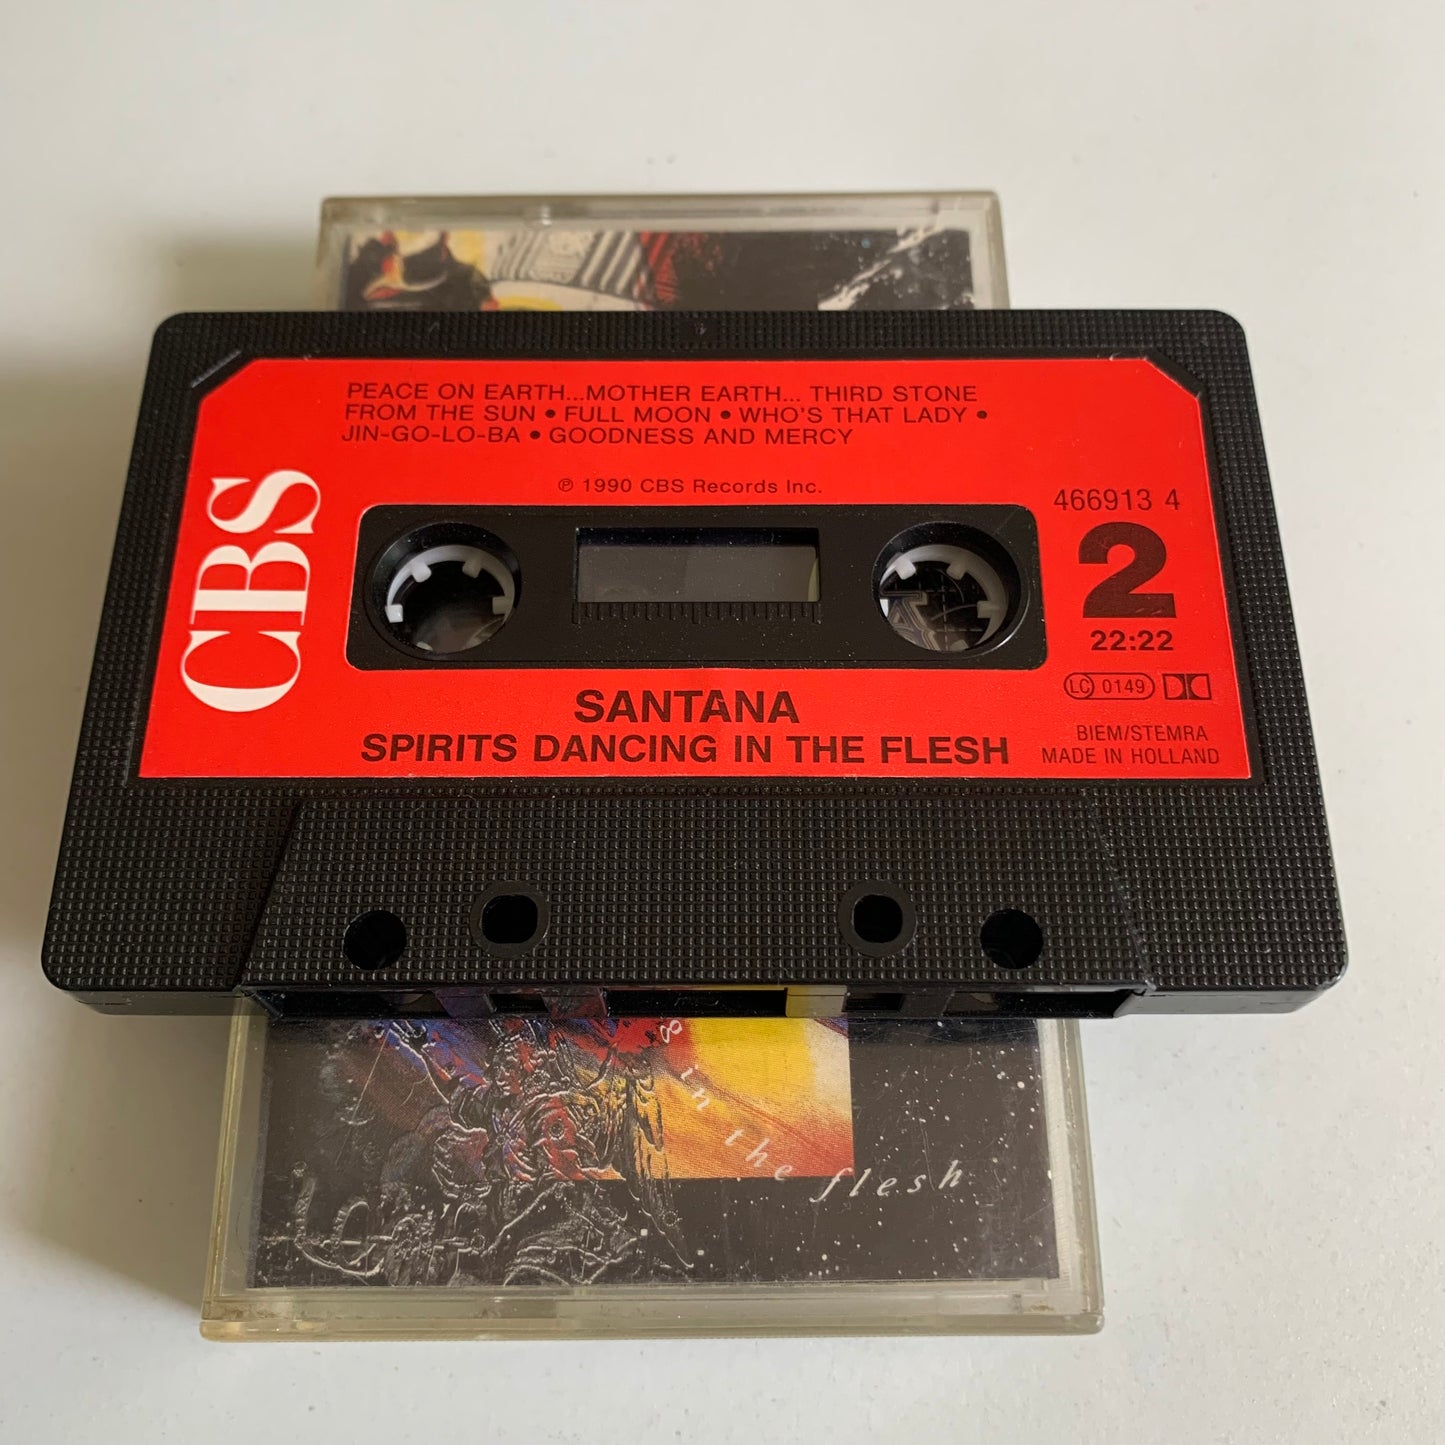 PEACE ON EARTH...MOTHER EARTH... THIRD STONE
FROM THE SUN • FULL MOON • WHO'S THAT LADY •
JIN-GO-LO-BA • GOODNESS AND MERCY
℗ 1990 CBS Records Inc.
CBS
466913 4
2
22:22
LC 0149
SANTANA
SPIRITS DANCING IN THE FLESH
BIEM/STEMRA
MADE IN HOLLAND
in the flesh